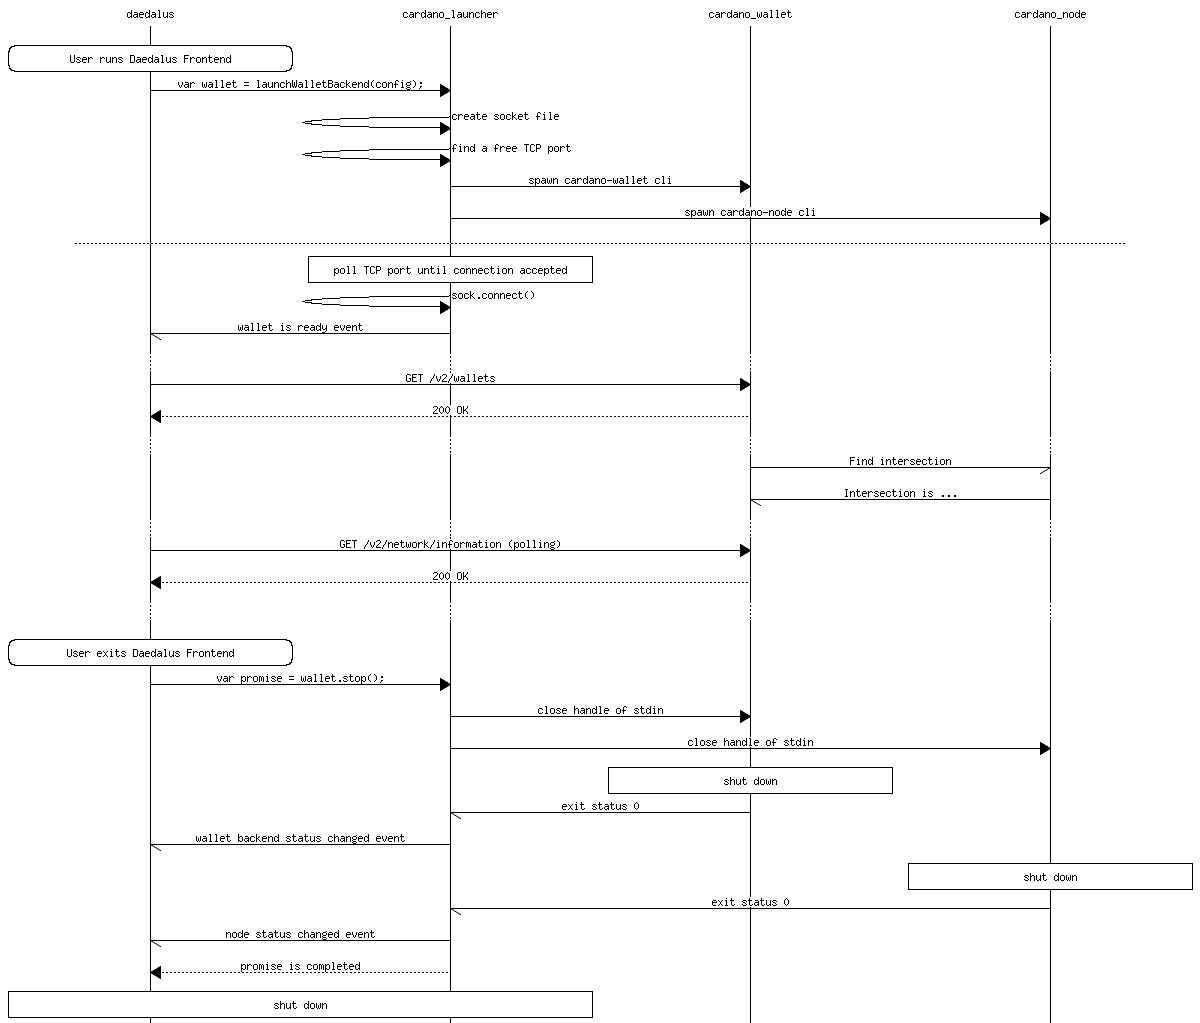 daedalus
cardano_launcher
cardano_wallet
cardano_node
User runs Daedalus Frontend
var wallet = launchWalletBackend(config);
create socket file
find a free TCP port
spawn cardano-wallet cli
spawn cardano-node cli
poll TCP port until connection accepted
sock.connect()
wallet is ready event
GET /v2/wallets
200 OK
Find intersection
Intersection is ...
GET /v2/network/information (polling)
200 OK
User exits Daedalus Frontend
var promise = wallet.stop();
close handle of stdin
close handle of stdin
shut down
exit status 0
wallet backend status changed event
shut down
exit status 0
node status changed event
promise is completed
shut down